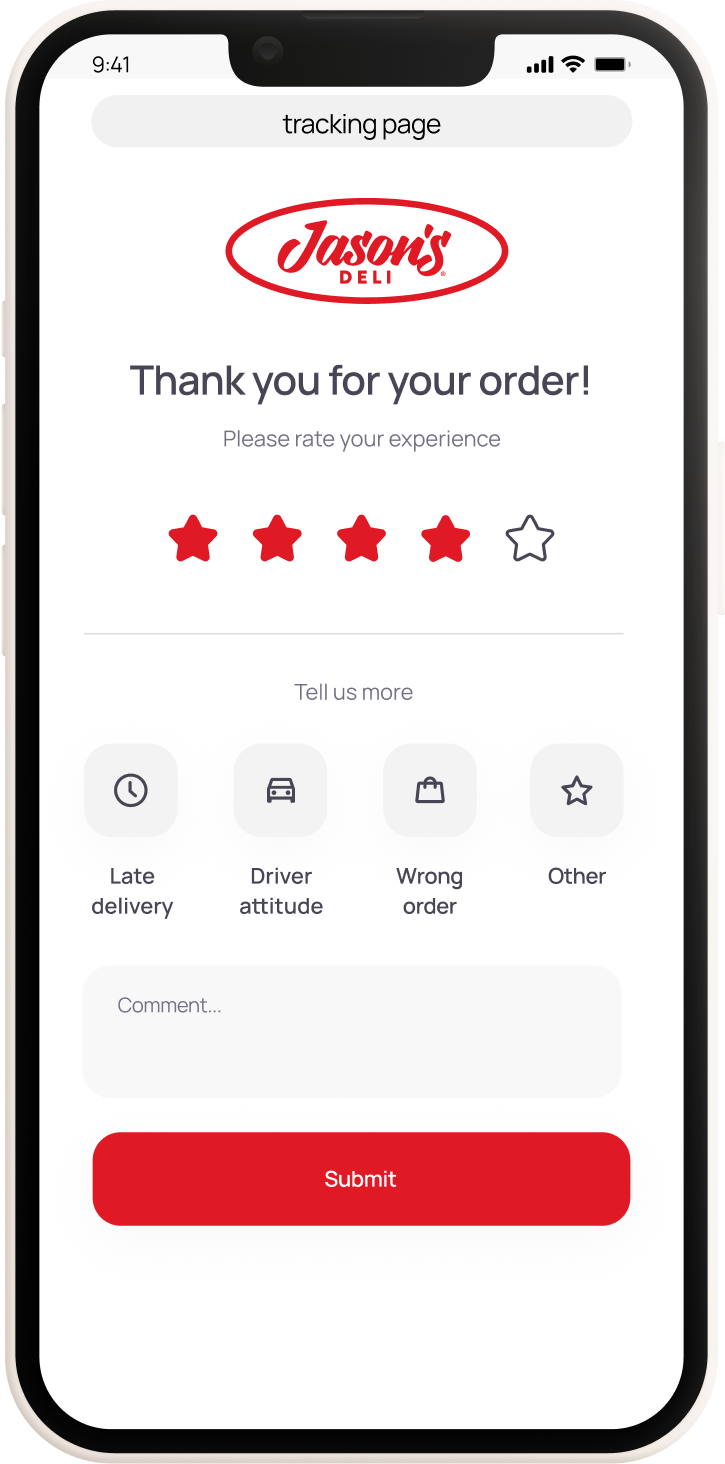 9:41
tracking page
Jason's
DELI
®
Thank you for your order!
Please rate your experience
Tell us more
Late
delivery
Driver
attitude
Wrong
order
Other
Comment...
Submit